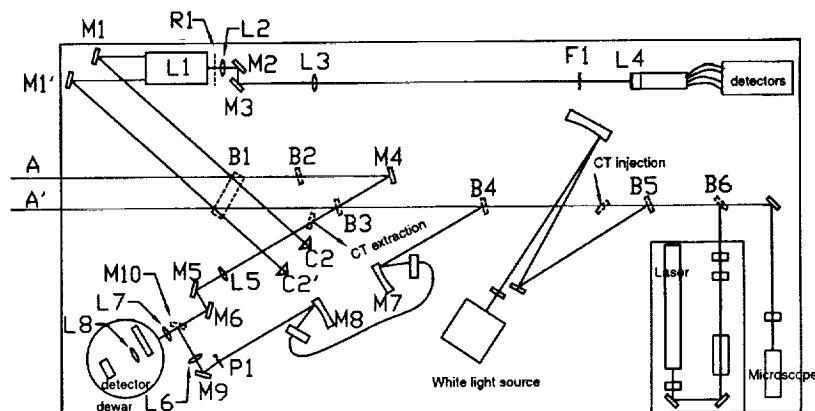 M1
R1
L2
M1'
L1
M2
M3
L3
F1
L4
detectors
A
B1
B2
M4
CT injection
A'
B3
B4
B5
B6
C2
CT extraction
C2'
M5
L5
M10
L7
L8
M6
M7
M8
Laser
detector
dewar
L6
M9
P1
White light source
Microscope